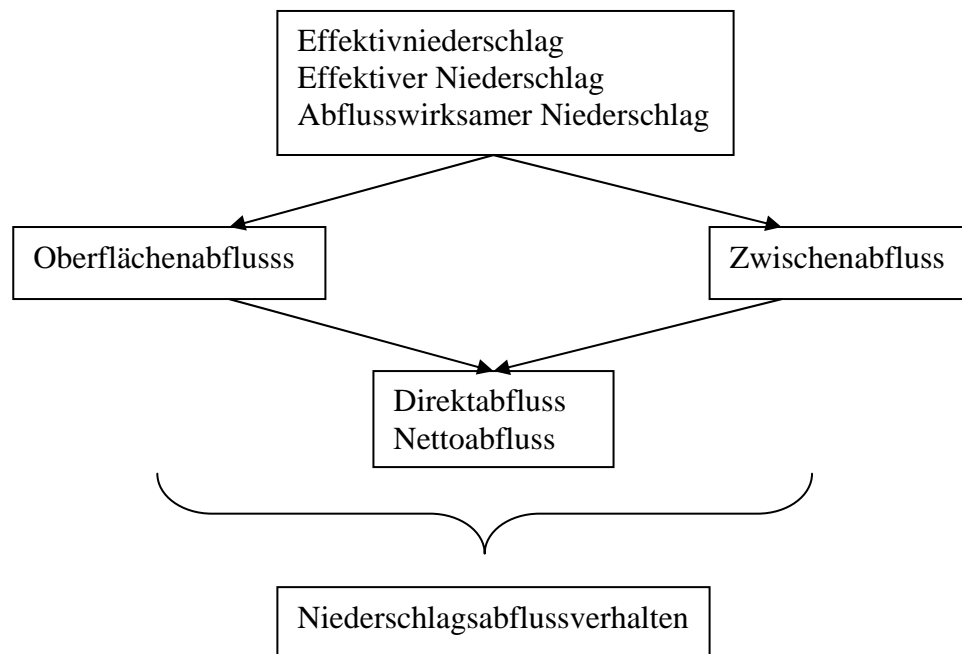 Effektivniederschlag
Effektiver Niederschlag
Abflusswirksamer Niederschlag
Oberflächenabflusss
Zwischenabfluss
Direktabfluss
Nettoabfluss
Niederschlagsabflussverhalten